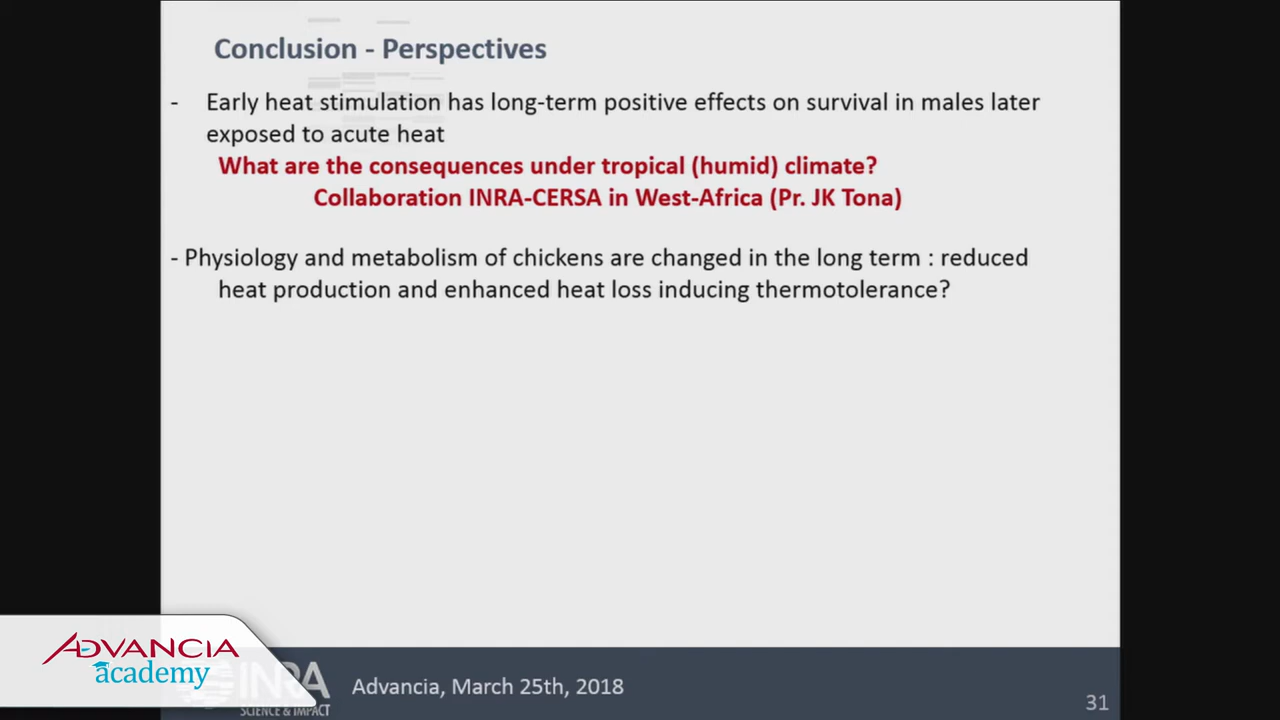 Conclusion - Perspectives
- Early heat stimulation has long-term positive effects on survival in males later
exposed to acute heat
What are the consequences under tropical (humid) climate?
Collaboration INRA-CERSA in West-Africa (Pr. JK Tona)
- Physiology and metabolism of chickens are changed in the long term : reduced
heat production and enhanced heat loss inducing thermotolerance?
ADVANCIA
academy
INRA
SCIENCE & IMPACT
Advancia, March 25th, 2018
31